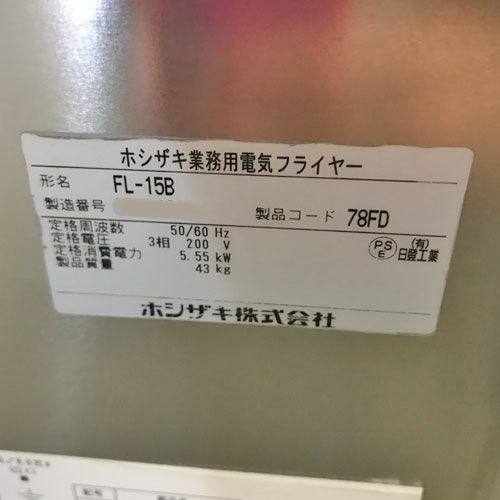 ホシザキ業務用電気フライヤー
形名 FL-15B
製造番号 製品コード 78FD
定格周波数 50/60 Hz
定格電圧 3相 200 V
定格消費電力 5.55 kW
製品質量 43 kg
PS
E
(有)
日登工業
ホシザキ株式会社